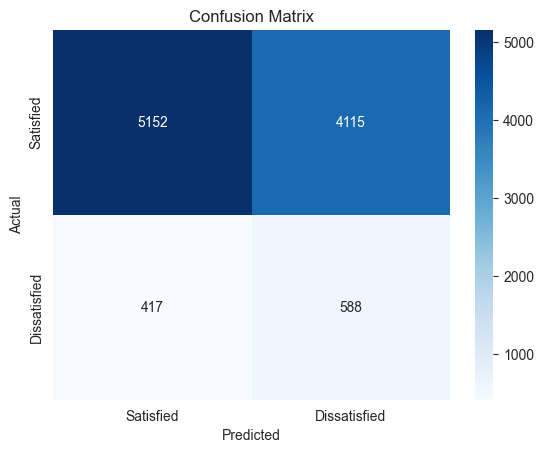 Confusion Matrix
Actual
Satisfied
Dissatisfied
5152
4115
417
588
Satisfied
Dissatisfied
Predicted
5000
4000
3000
2000
1000